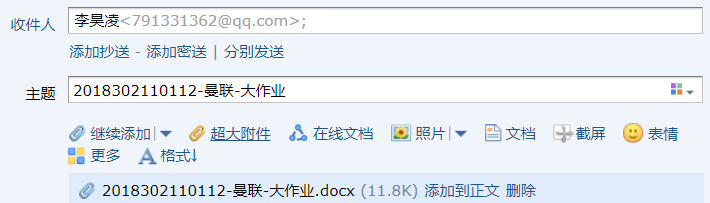 收件人 李昊凌<791331362@qq.com>;
添加抄送 - 添加密送 | 分别发送
主题 2018302110112-曼联-大作业
继续添加 | 超大附件 在线文档 照片 | 文档 截屏 表情
更多 格式↓
2018302110112-曼联-大作业.docx (11.8K) 添加到正文 删除